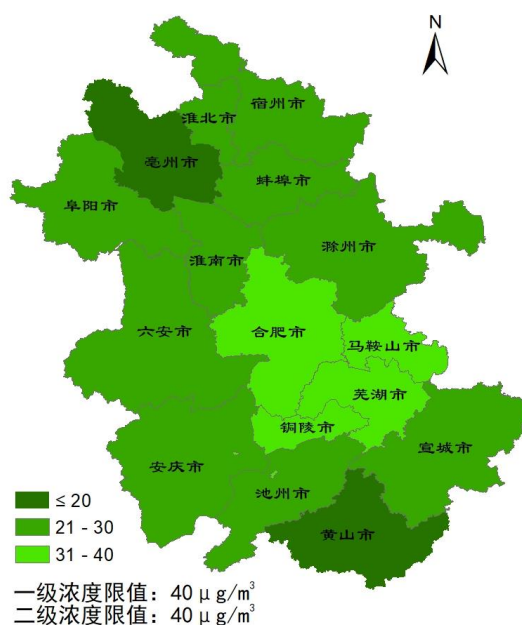 N
宿州市
淮北市
亳州市
蚌埠市
阜阳市
滁州市
淮南市
六安市
合肥市
马鞍山市
芜湖市
铜陵市
宣城市
安庆市
池州市
黄山市
≤ 20
21 - 30
31 - 40
一级浓度限值：40μg/m³
二级浓度限值：40μg/m³